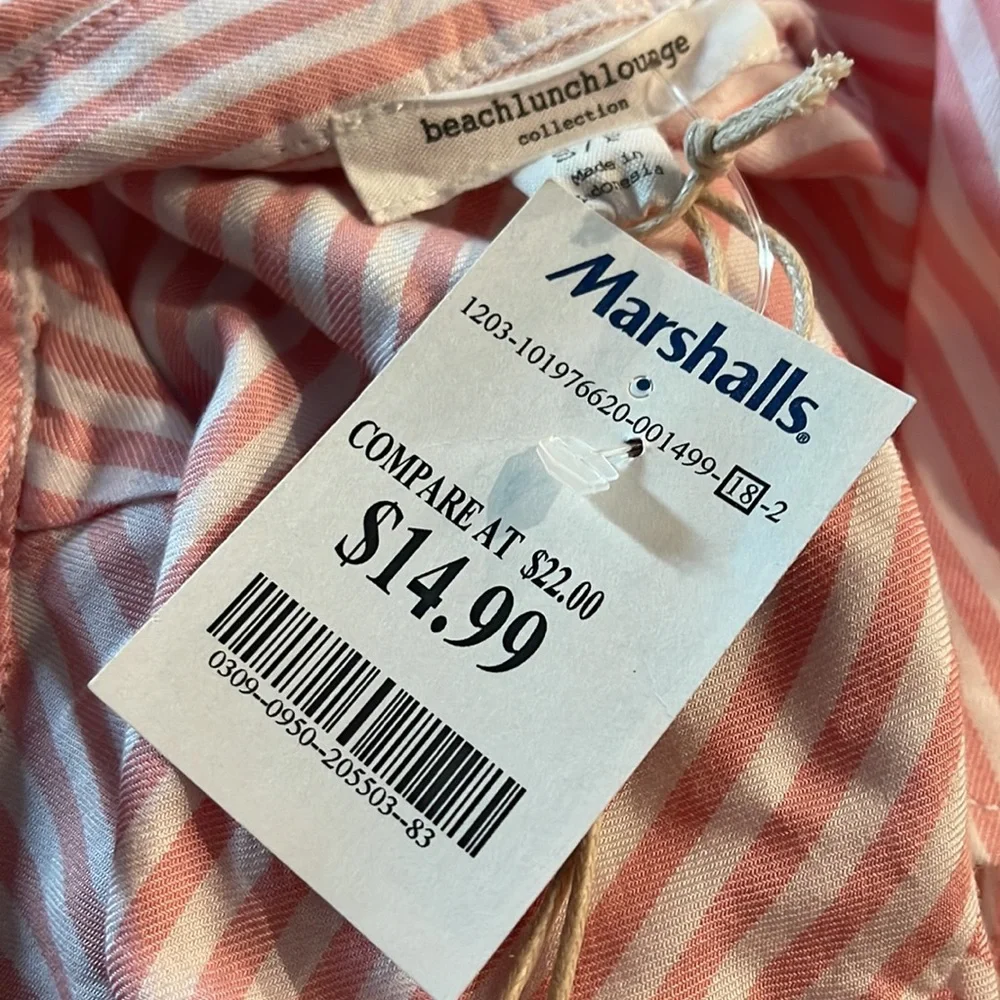 beachlunchlounge
collection
Made in
Marshalls®
1203-101976620-001499-18-2
COMPARE AT $22.00
$14.99
0309--0950--205503--83